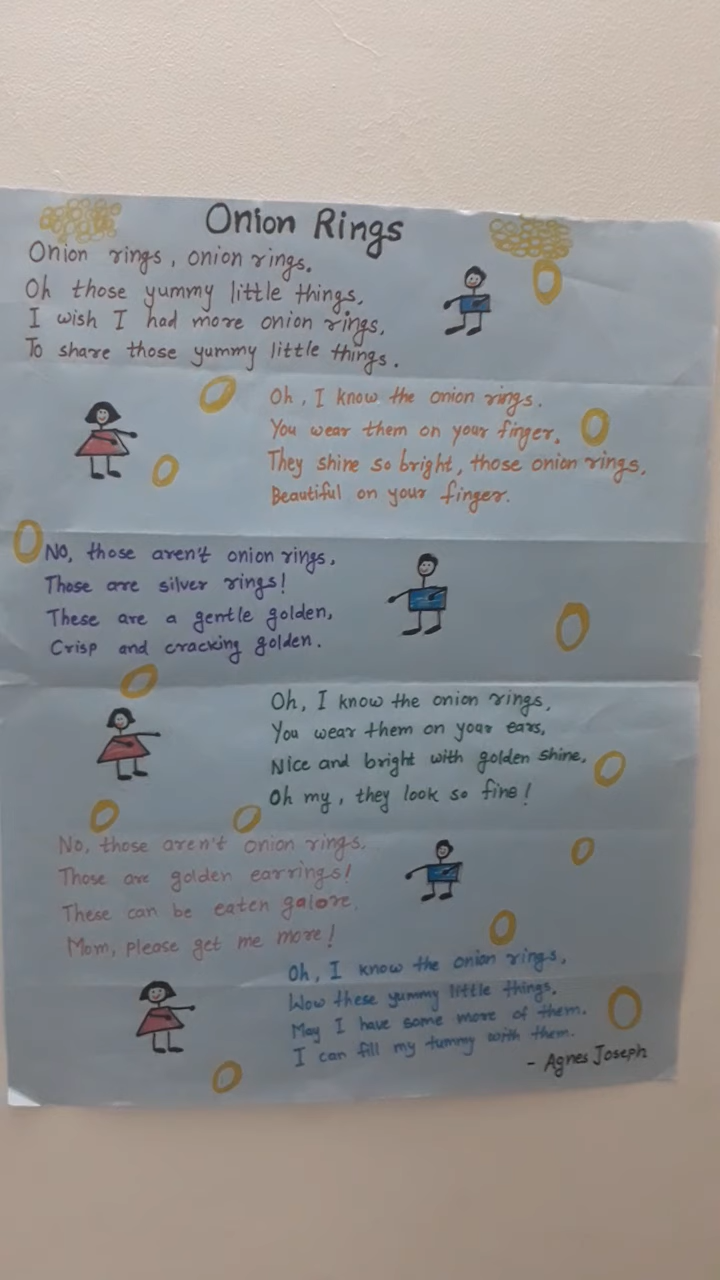 Onion Rings
Onion rings, onion rings.
Oh those yummy little things,
I wish I had more onion rings,
To share those yummy little things.
Oh, I know the onion rings.
You wear them on your finger.
They shine so bright, those onion rings,
Beautiful on your finger.
No, those aren't onion rings,
Those are silver rings!
These are a gentle golden,
Crisp and cracking golden.
Oh, I know the onion rings,
You wear them on your ears,
Nice and bright with golden shine,
Oh my, they look so fine!
No, those aren't onion rings,
Those are golden earrings!
These can be eaten galore,
Mom, please get me more!
Oh, I know the onion rings,
Wow these yummy little things,
May I have some more of them.
I can fill my tummy with them.
- Agnes Joseph